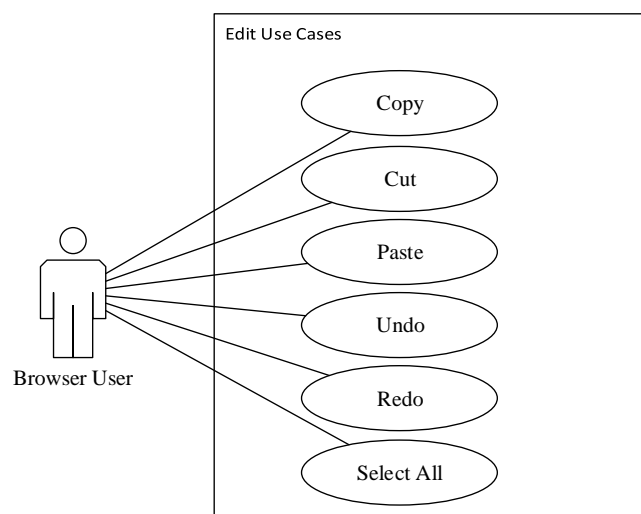 Edit Use Cases
Copy
Cut
Paste
Undo
Browser User
Redo
Select All